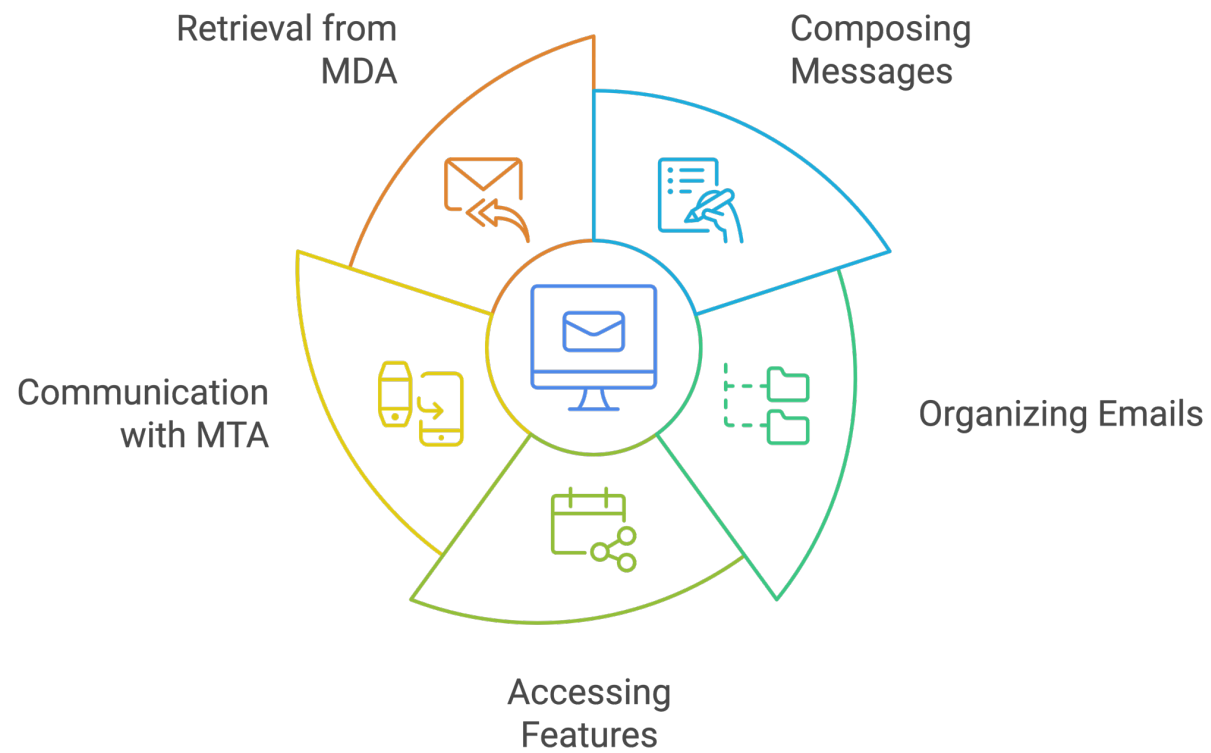 Retrieval from
MDA
Composing
Messages
Communication
with MTA
Organizing Emails
Accessing
Features